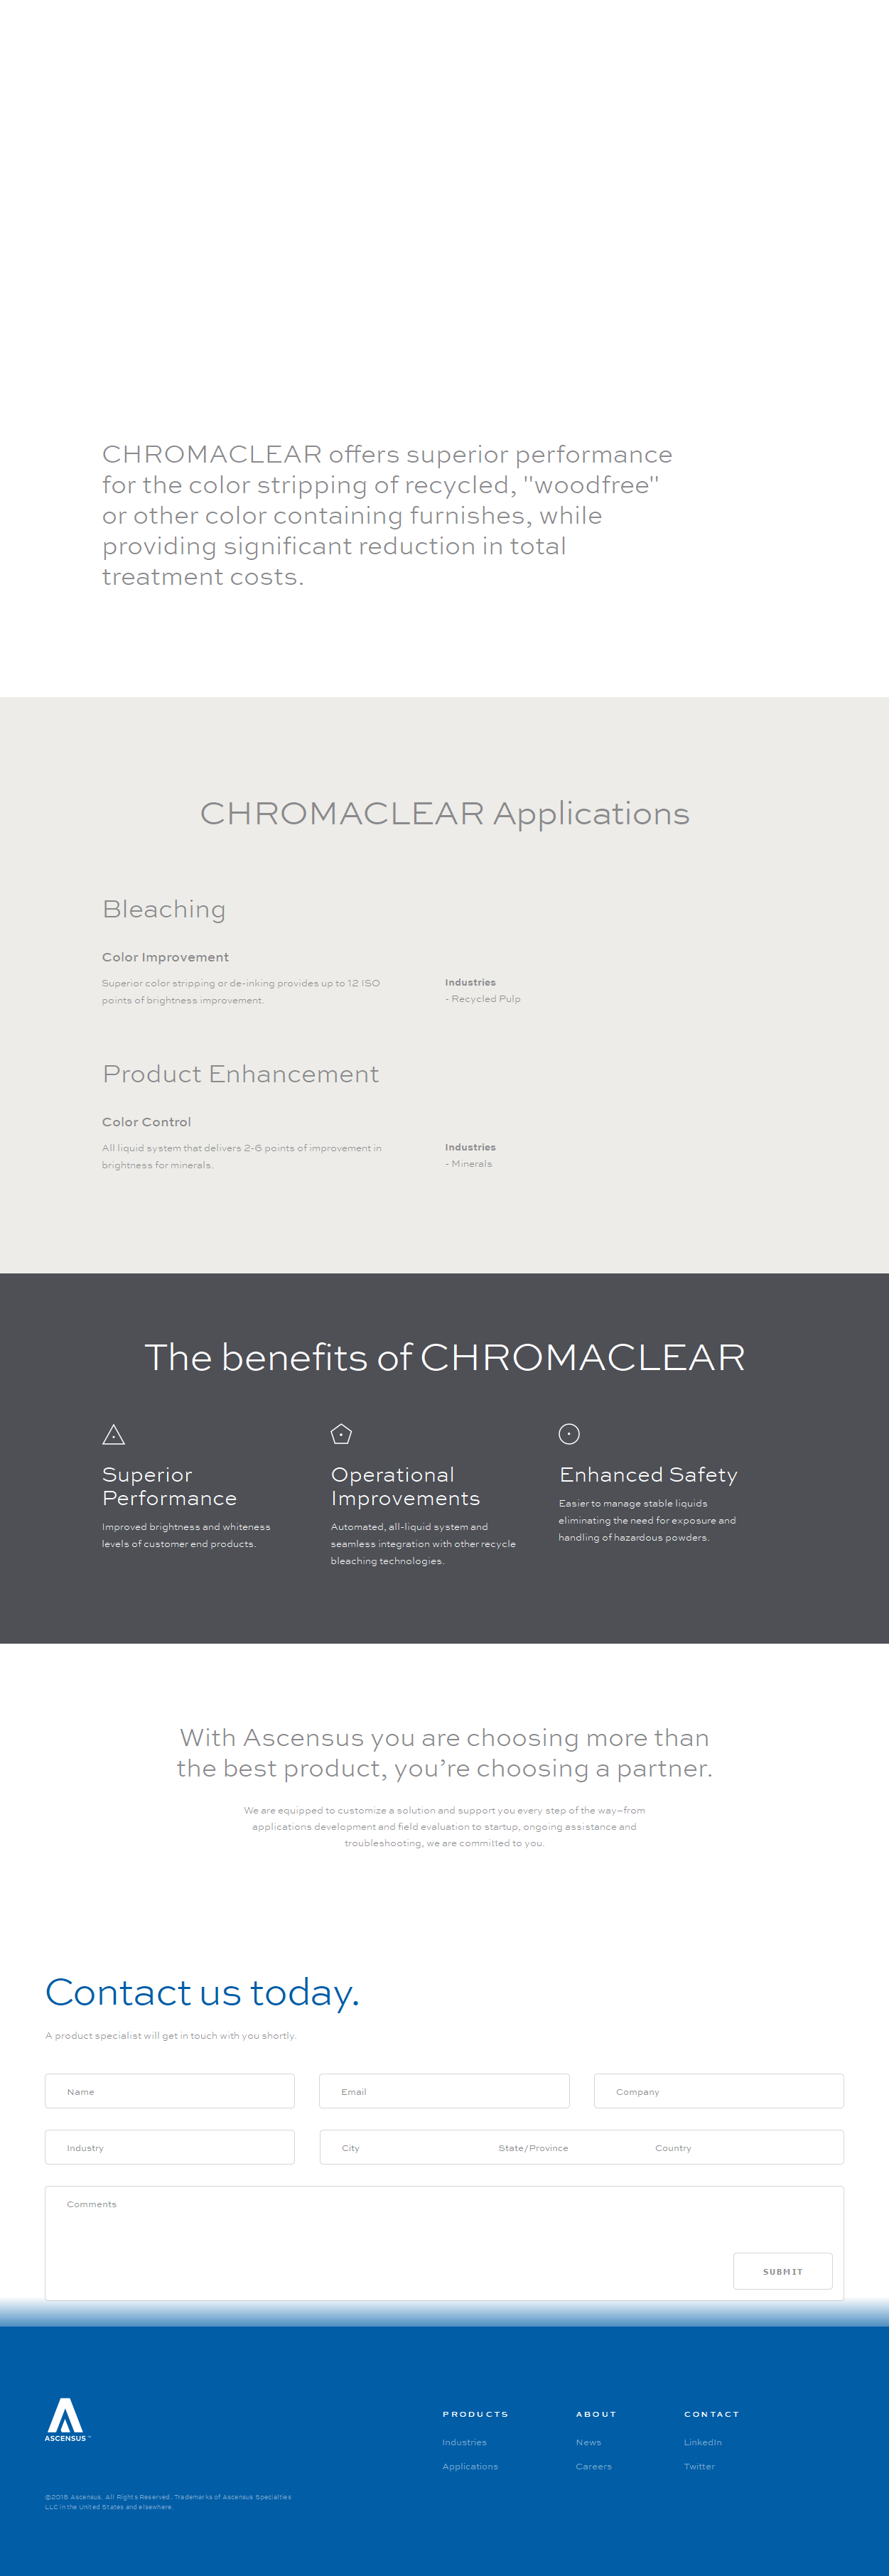 CHROMACLEAR offers superior performance
for the color stripping of recycled, "woodfree"
or other color containing furnishes, while
providing significant reduction in total
treatment costs.
CHROMACLEAR Applications
Bleaching
Color Improvement
Superior color stripping or de-inking provides up to 12 ISO
points of brightness improvement.
Industries
- Recycled Pulp
Product Enhancement
Color Control
All liquid system that delivers 2-6 points of improvement in
brightness for minerals.
Industries
- Minerals
The benefits of CHROMACLEAR
Superior
Performance
Improved brightness and whiteness
levels of customer end products.
Operational
Improvements
Automated, all-liquid system and
seamless integration with other recycle
bleaching technologies.
Enhanced Safety
Easier to manage stable liquids
eliminating the need for exposure and
handling of hazardous powders.
With Ascensus you are choosing more than
the best product, you’re choosing a partner.
We are equipped to customize a solution and support you every step of the way–from
applications development and field evaluation to startup, ongoing assistance and
troubleshooting, we are committed to you.
Contact us today.
A product specialist will get in touch with you shortly.
Name
Email
Company
Industry
City
State/Province
Country
Comments
SUBMIT
ASCENSUS™
PRODUCTS
Industries
Applications
ABOUT
News
Careers
CONTACT
LinkedIn
Twitter
©2018 Ascensus. All Rights Reserved. Trademarks of Ascensus Specialties
LLC in the United States and elsewhere.